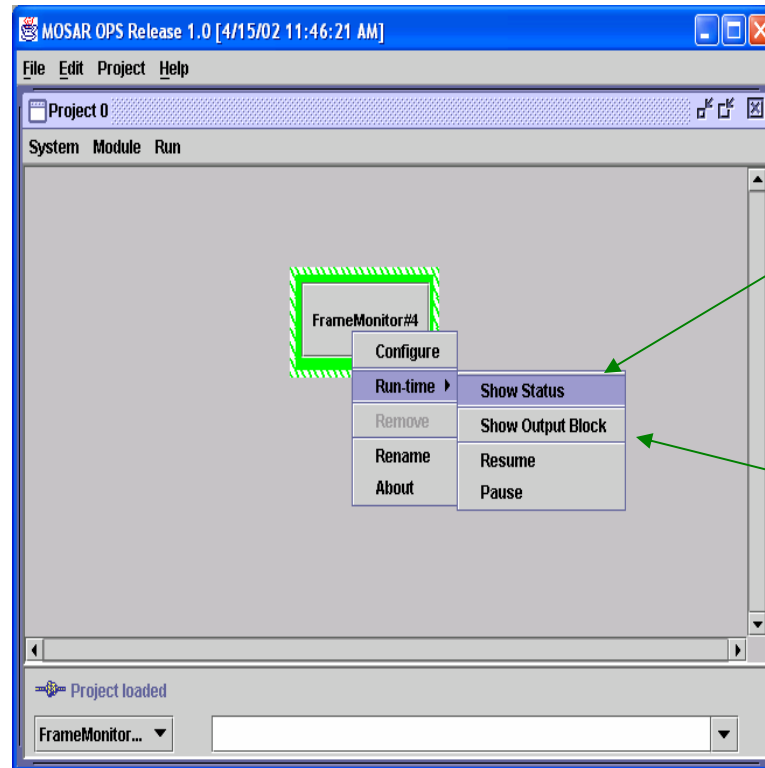 MOSAR OPS Release 1.0 [4/15/02 11:46:21 AM]
File Edit Project Help
Project 0
System Module Run
FrameMonitor#4
Configure
Run-time
Remove
Rename
About
Show Status
Show Output Block
Resume
Pause
Project loaded
FrameMonitor...